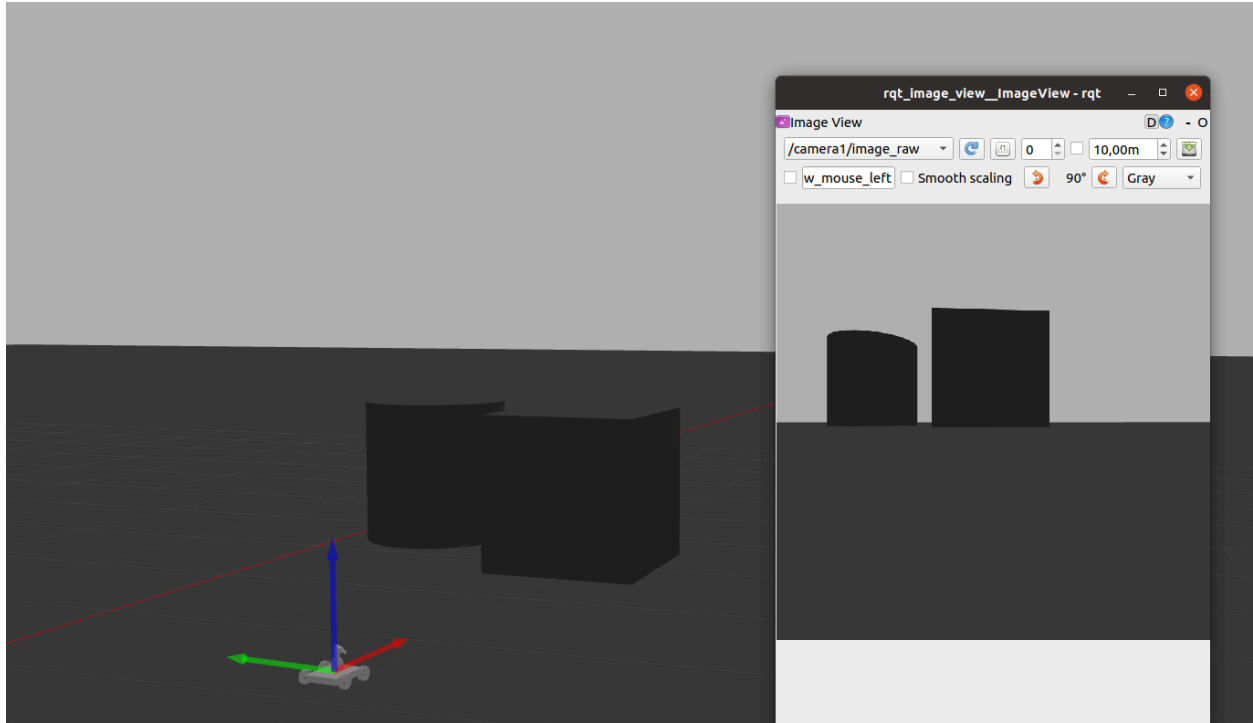 rqt_image_view__ImageView - rqt
Image View D ? - O
/camera1/image_raw 0 10,00m
w_mouse_left Smooth scaling 90° Gray